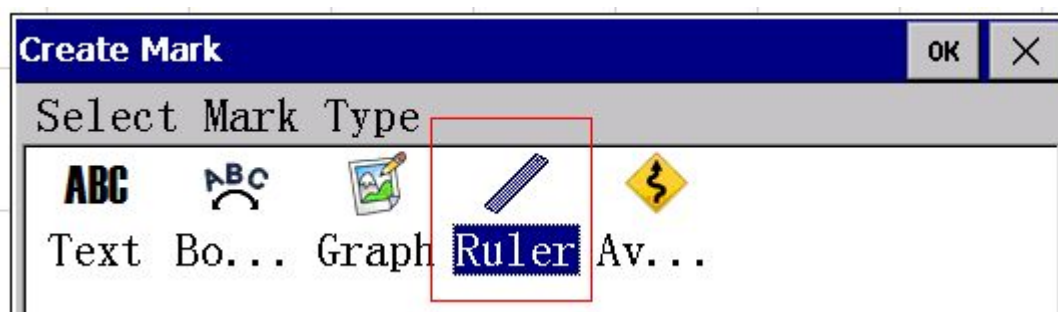 Create Mark OK
Select Mark Type
ABC ABC
Text Bo... Graph Ruler Av...